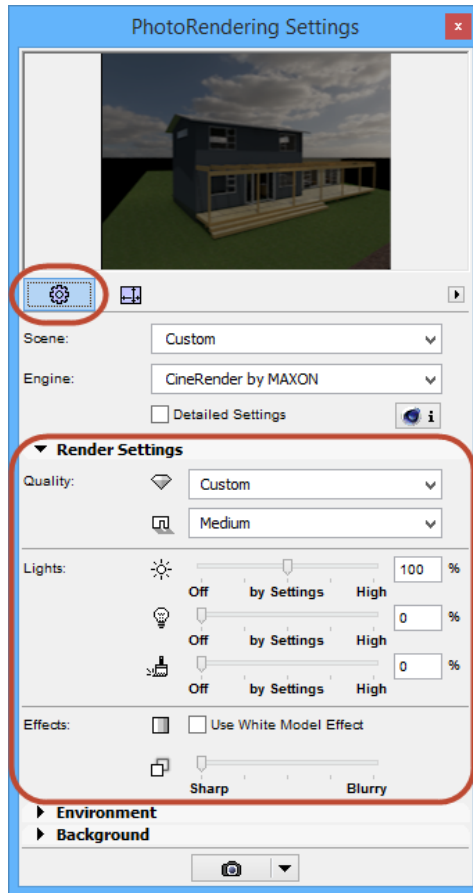 PhotoRendering Settings
x
Scene: Custom
Engine: CineRender by MAXON
Detailed Settings i
Render Settings
Quality: Custom
Medium
Lights: 100 %
Off by Settings High
0 %
Off by Settings High
0 %
Off by Settings High
Effects: Use White Model Effect
Sharp Blurry
Environment
Background